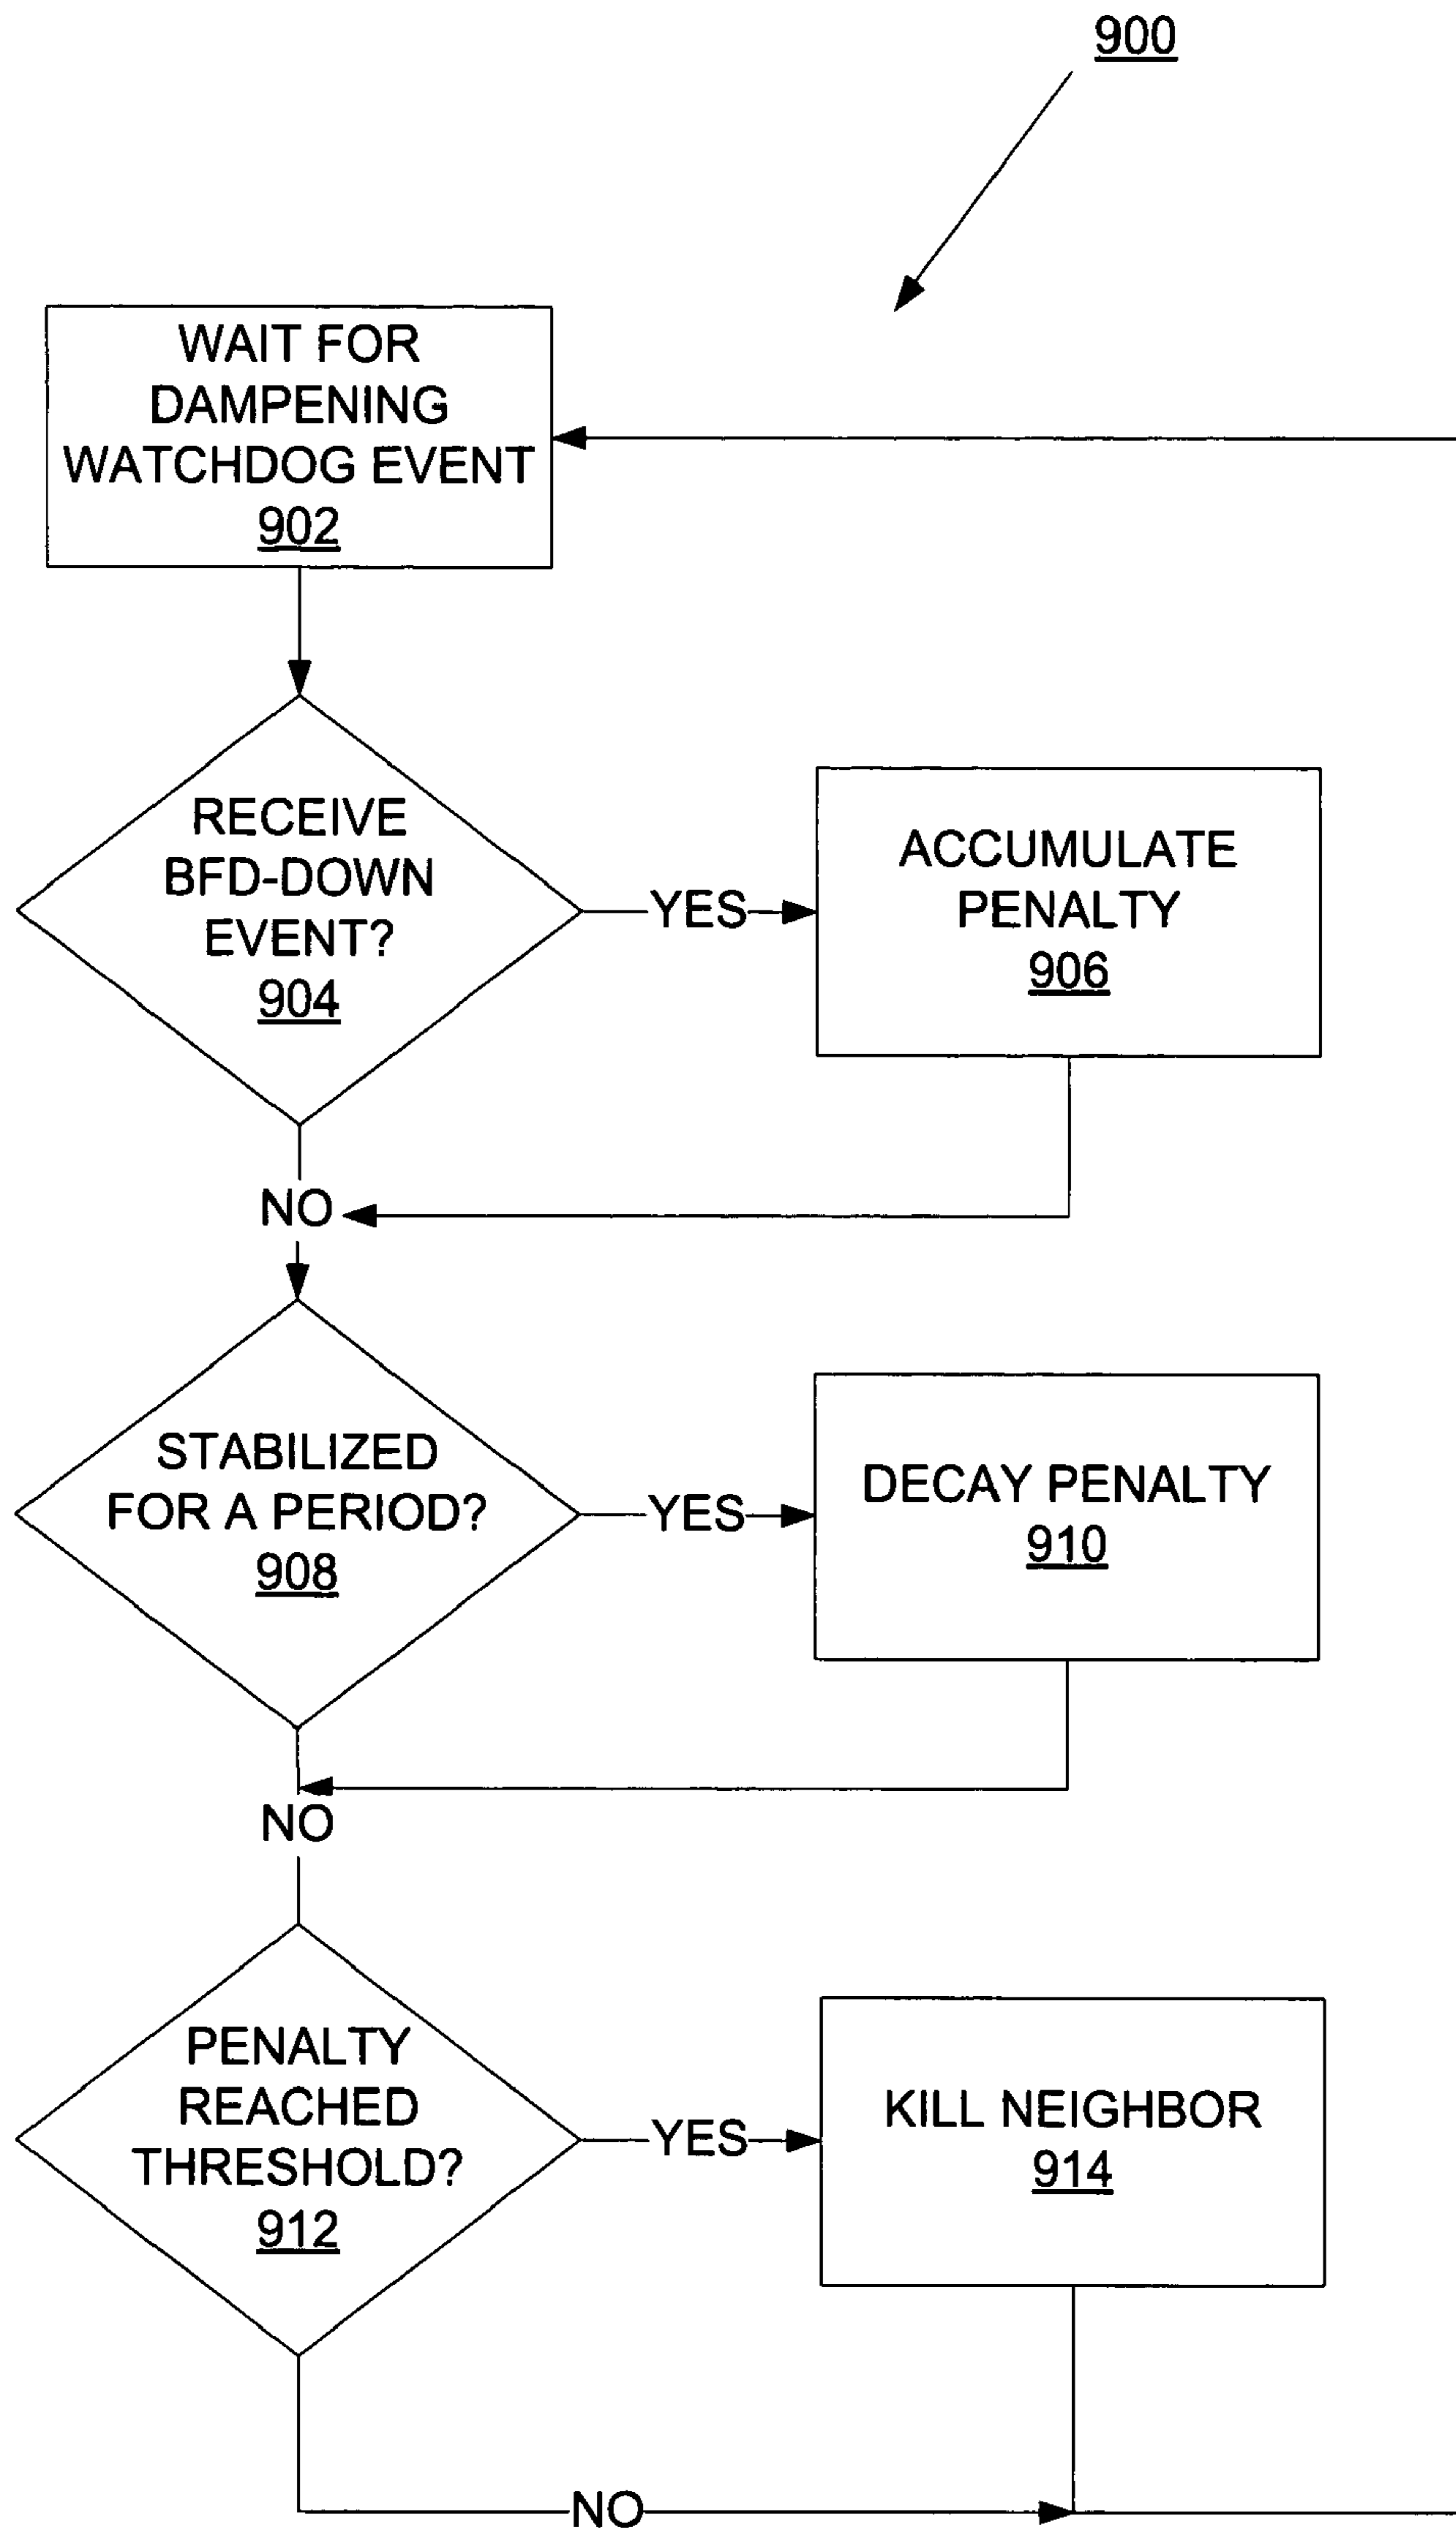 900
WAIT FOR
DAMPENING
WATCHDOG EVENT
902
RECEIVE
BFD-DOWN
EVENT?
904
YES
ACCUMULATE
PENALTY
906
NO
STABILIZED
FOR A PERIOD?
908
YES
DECAY PENALTY
910
NO
PENALTY
REACHED
THRESHOLD?
912
YES
KILL NEIGHBOR
914
NO